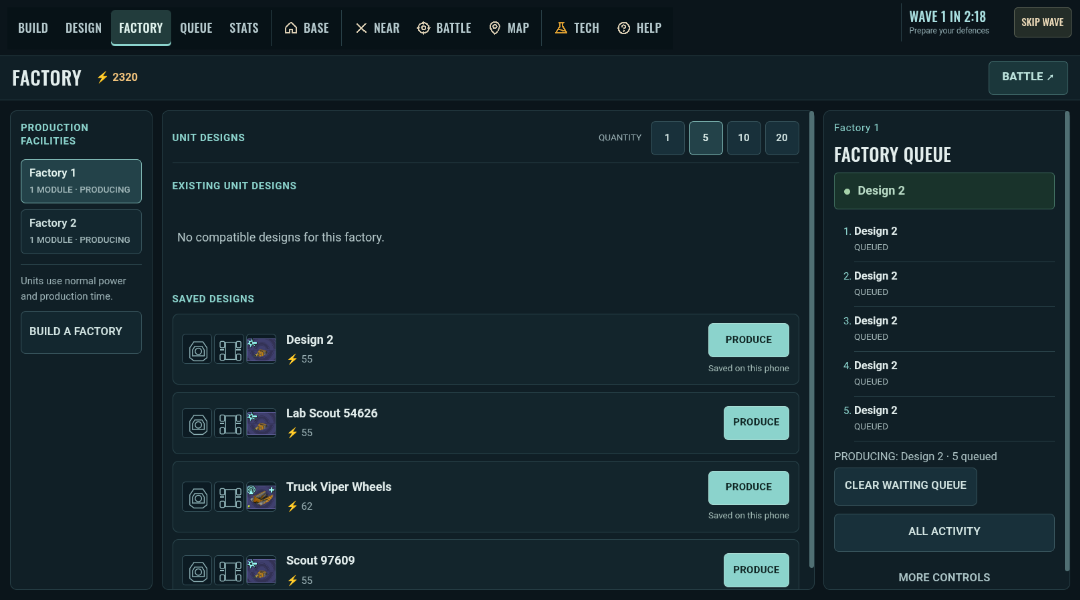 BUILD DESIGN FACTORY QUEUE STATS BASE NEAR BATTLE MAP TECH HELP
WAVE 1 IN 2:18
Prepare your defences
SKIP WAVE
FACTORY
2320
BATTLE ↗
PRODUCTION
FACILITIES
Factory 1
1 MODULE · PRODUCING
Factory 2
1 MODULE · PRODUCING
Units use normal power
and production time.
BUILD A FACTORY
UNIT DESIGNS
QUANTITY 1 5 10 20
EXISTING UNIT DESIGNS
No compatible designs for this factory.
SAVED DESIGNS
Design 2
55
PRODUCE
Saved on this phone
Lab Scout 54626
55
PRODUCE
Truck Viper Wheels
62
PRODUCE
Saved on this phone
Scout 97609
55
PRODUCE
Factory 1
FACTORY QUEUE
Design 2
1. Design 2
QUEUED
2. Design 2
QUEUED
3. Design 2
QUEUED
4. Design 2
QUEUED
5. Design 2
QUEUED
PRODUCING: Design 2 · 5 queued
CLEAR WAITING QUEUE
ALL ACTIVITY
MORE CONTROLS